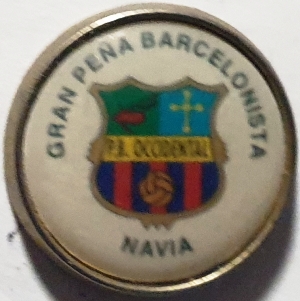 GRAN PEÑA BARCELONISTA
P.B. OCCIDENTAL
NAVIA